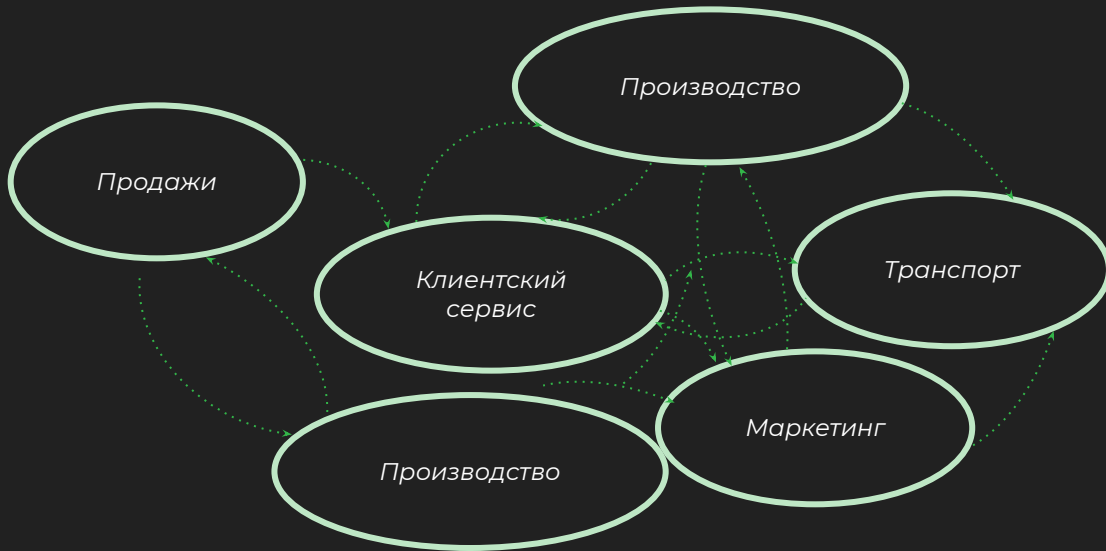 Производство
Продажи
Клиентский
сервис
Транспорт
Маркетинг
Производство